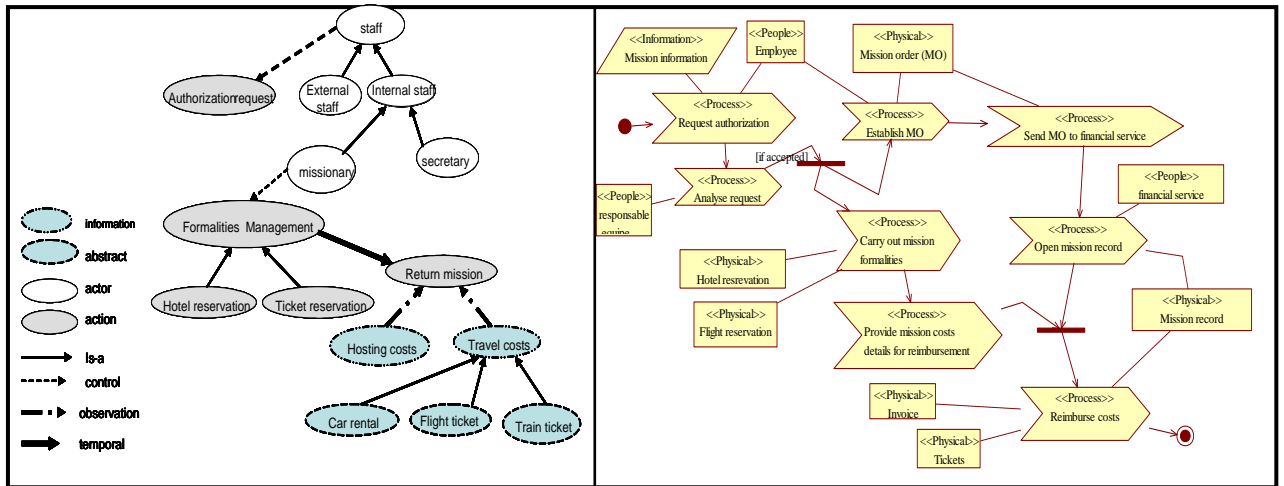 staff
Authorizationrequest
External
staff
Internal staff
missionary
secretary
Formalities Management
Return mission
Hotel reservation
Ticket reservation
Hosting costs
Travel costs
Car rental
Flight ticket
Train ticket
information
abstract
actor
action
Is-a
control
observation
temporal
<<Information>>
Mission information
<<People>>
Employee
<<Physical>>
Mission order (MO)
<<Process>>
Request authorization
<<Process>>
Establish MO
<<Process>>
Send MO to financial service
[if accepted]
<<Process>>
Analyse request
<<People>>
responsable
equipe
<<People>>
financial service
<<Process>>
Carry out mission
formalities
<<Process>>
Open mission record
<<Physical>>
Hotel resrevation
<<Physical>>
Flight reservation
<<Process>>
Provide mission costs
details for reimbursement
<<Physical>>
Mission record
<<Physical>>
Invoice
<<Process>>
Reimburse costs
<<Physical>>
Tickets